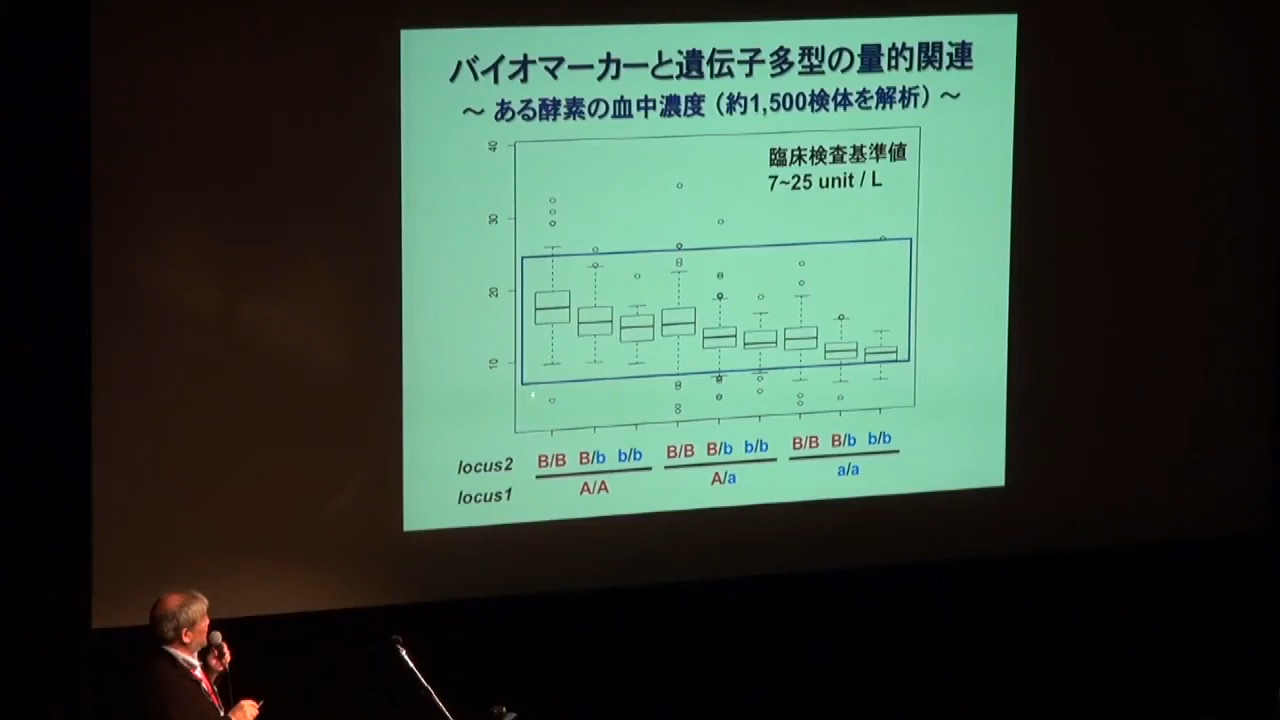 バイオマーカーと遺伝子多型の量的関連
～ ある酵素の血中濃度（約1,500検体を解析）～
臨床検査基準値
7~25 unit / L
40
30
20
10
locus2 B/B B/b b/b B/B B/b b/b B/B B/b b/b
locus1 A/A A/a a/a